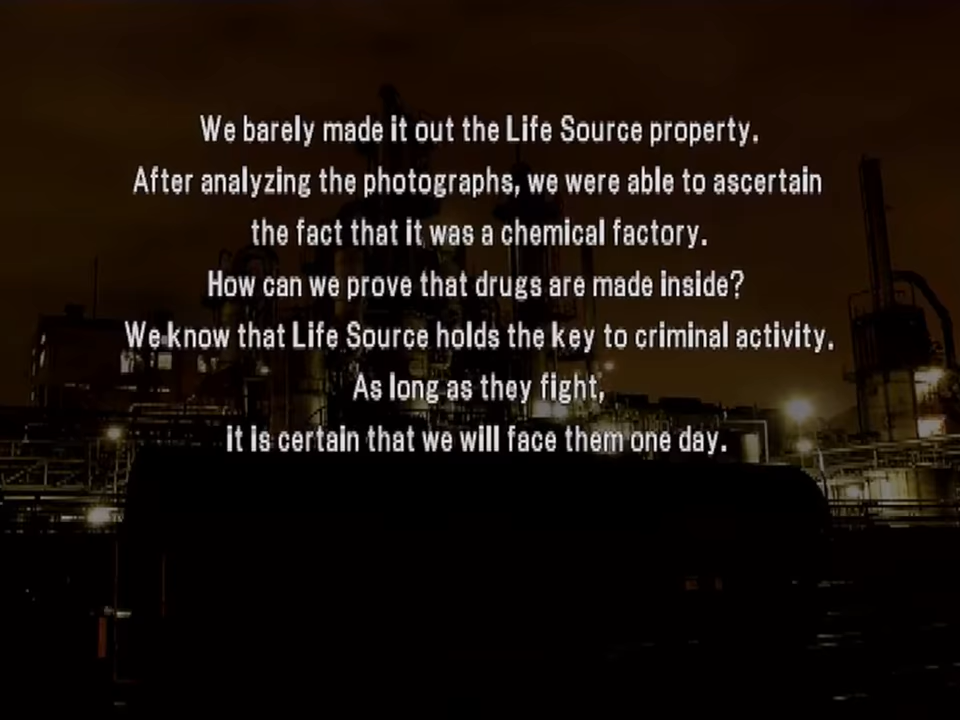 We barely made it out the Life Source property.
After analyzing the photographs, we were able to ascertain
the fact that it was a chemical factory.
How can we prove that drugs are made inside?
We know that Life Source holds the key to criminal activity.
As long as they fight,
it is certain that we will face them one day.